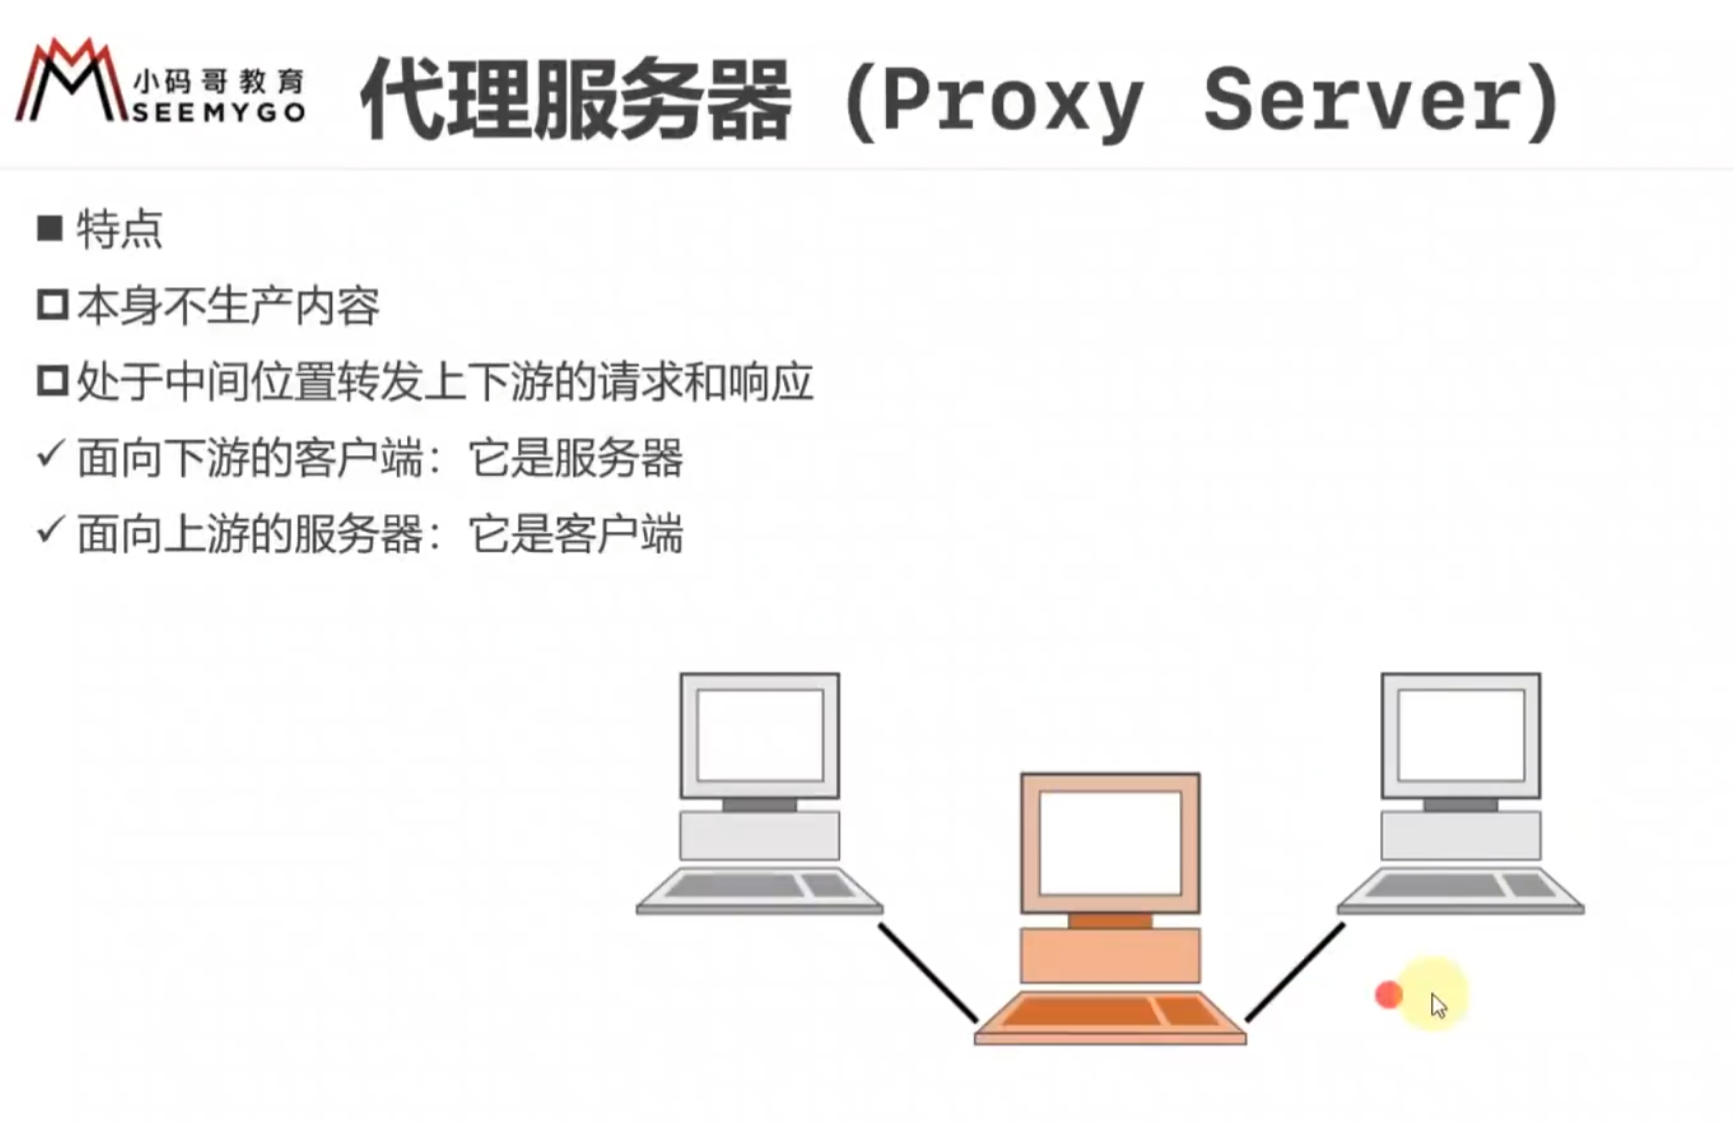 小码哥教育
SEEMYGO
代理服务器 (Proxy Server)
特点
本身不生产内容
处于中间位置转发上下游的请求和响应
面向下游的客户端：它是服务器
面向上游的服务器：它是客户端